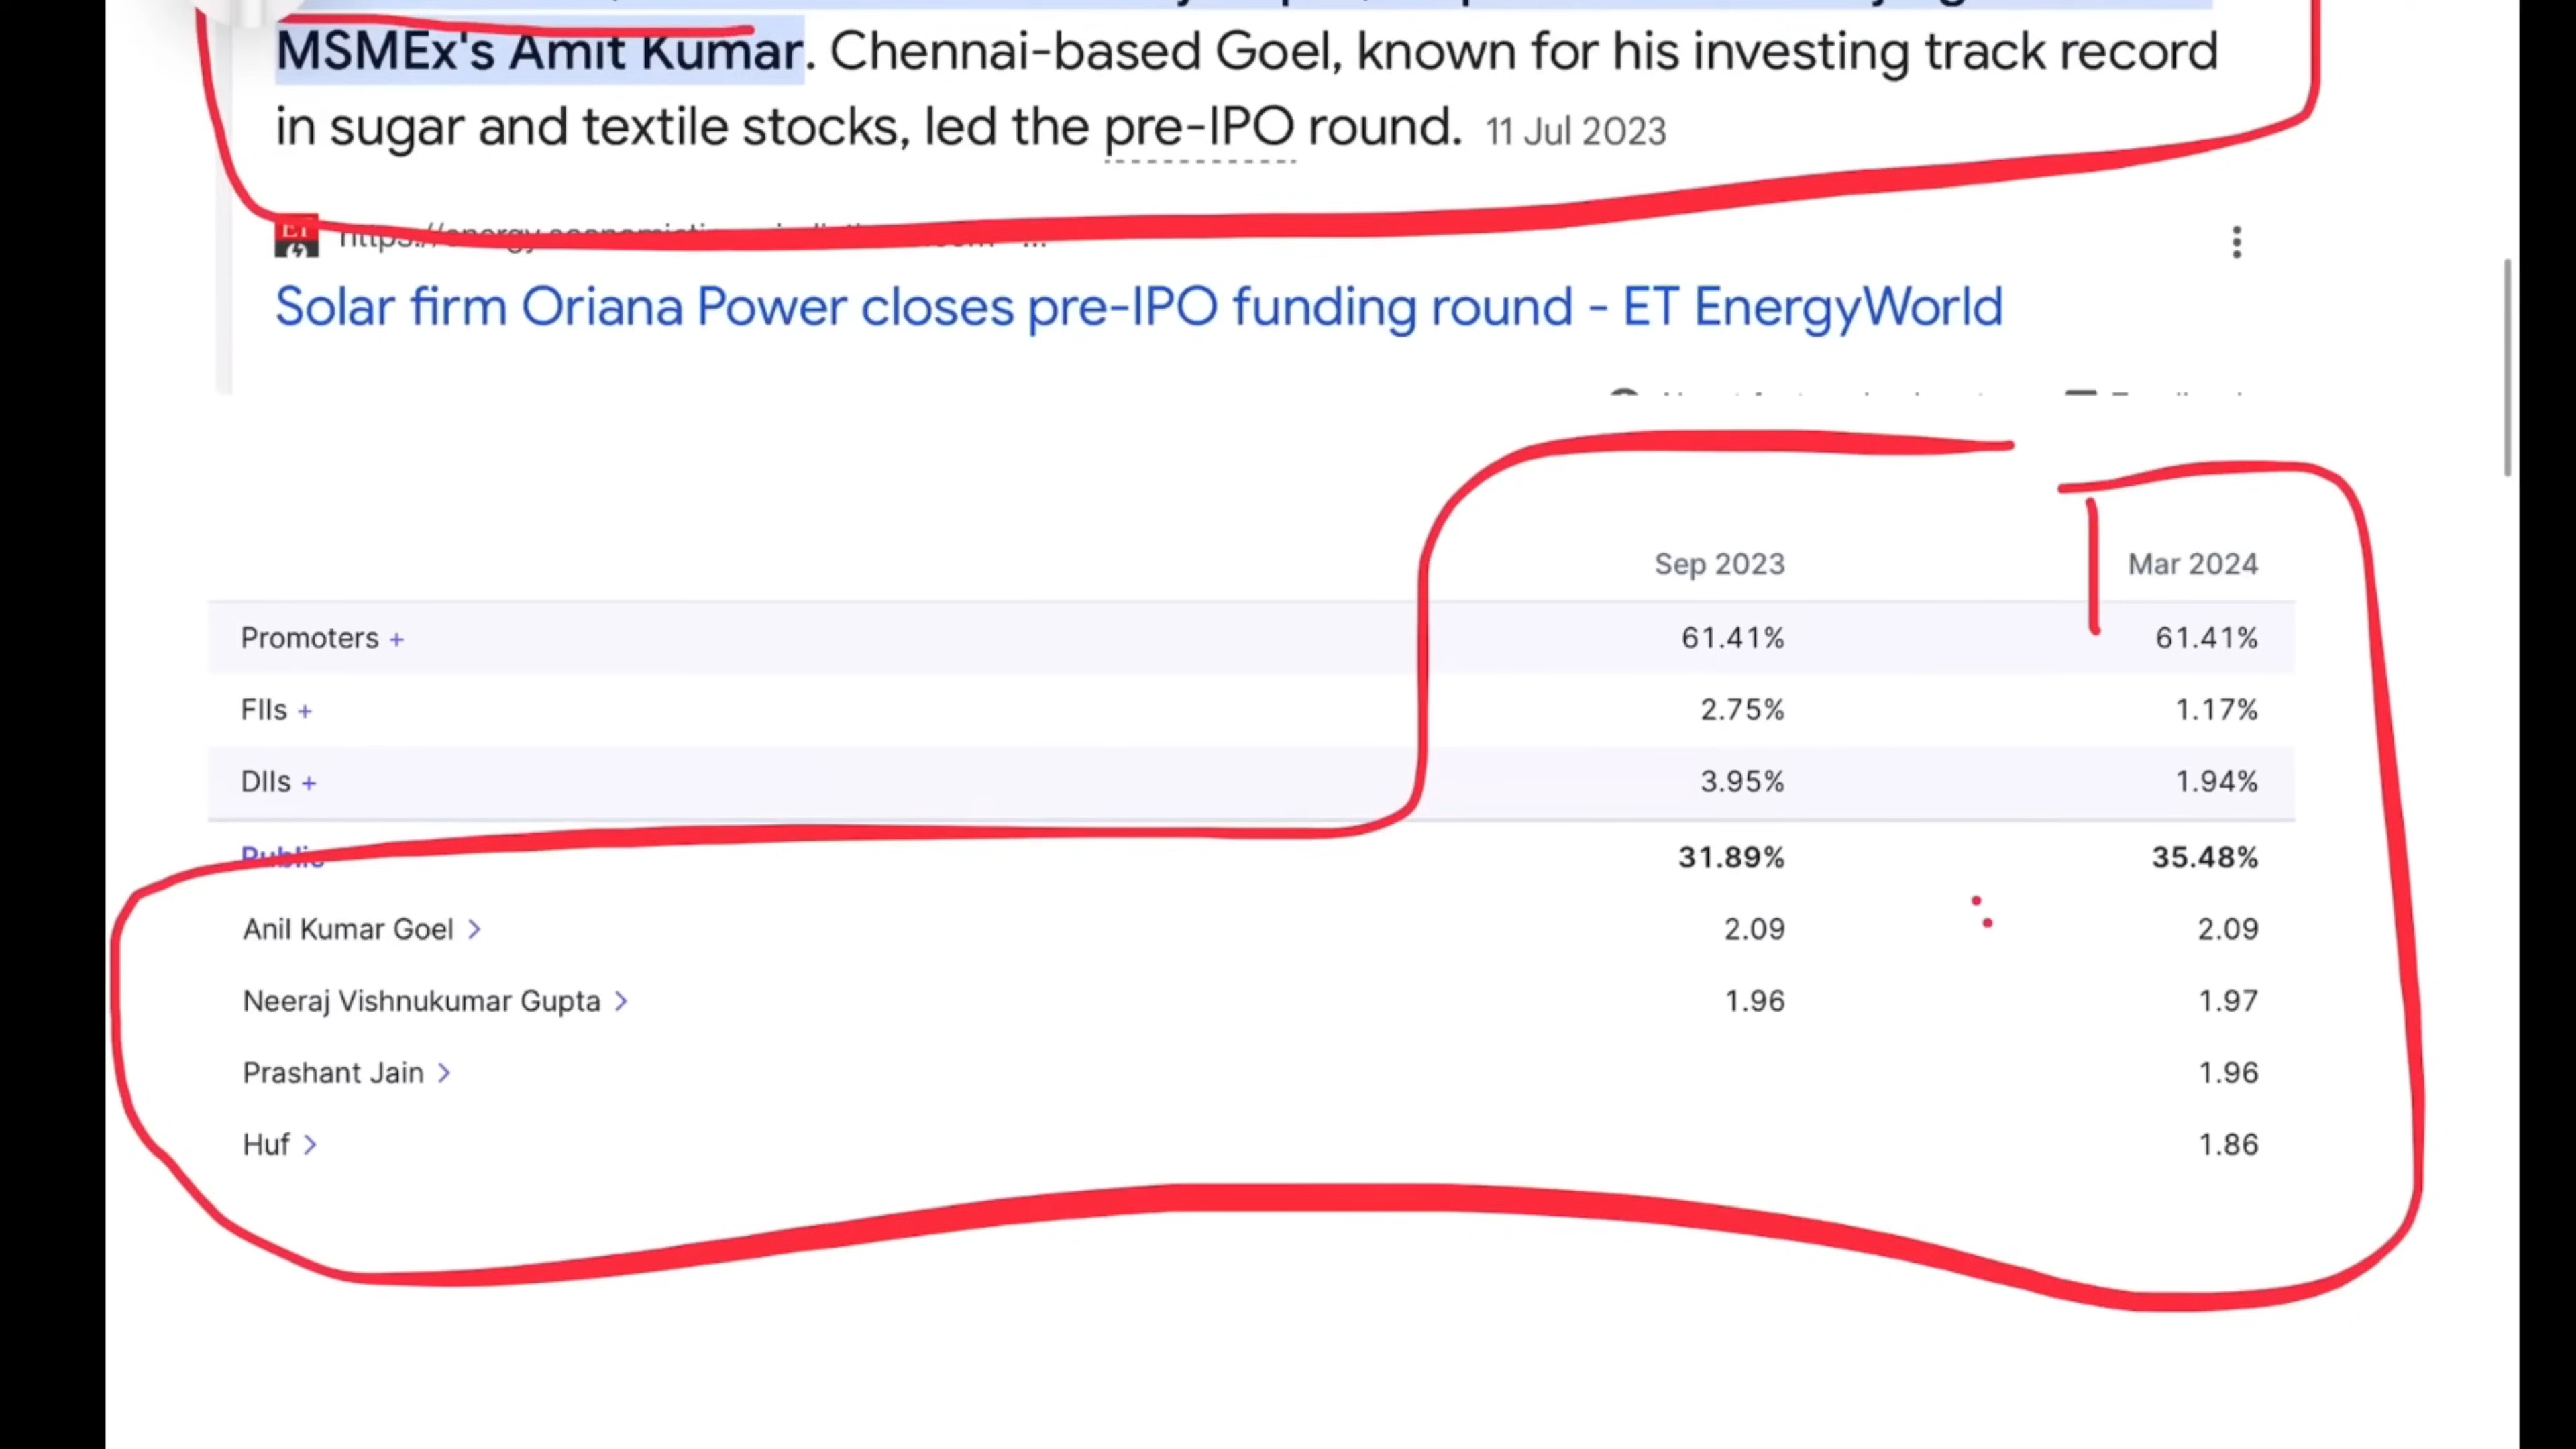 MSMEx's Amit Kumar. Chennai-based Goel, known for his investing track record
in sugar and textile stocks, led the pre-IPO round. 11 Jul 2023
ET
Solar firm Oriana Power closes pre-IPO funding round - ET EnergyWorld
Sep 2023 Mar 2024
Promoters + 61.41% 61.41%
FIIs + 2.75% 1.17%
DIIs + 3.95% 1.94%
Public 31.89% 35.48%
Anil Kumar Goel > 2.09 2.09
Neeraj Vishnukumar Gupta > 1.96 1.97
Prashant Jain > 1.96
Huf > 1.86